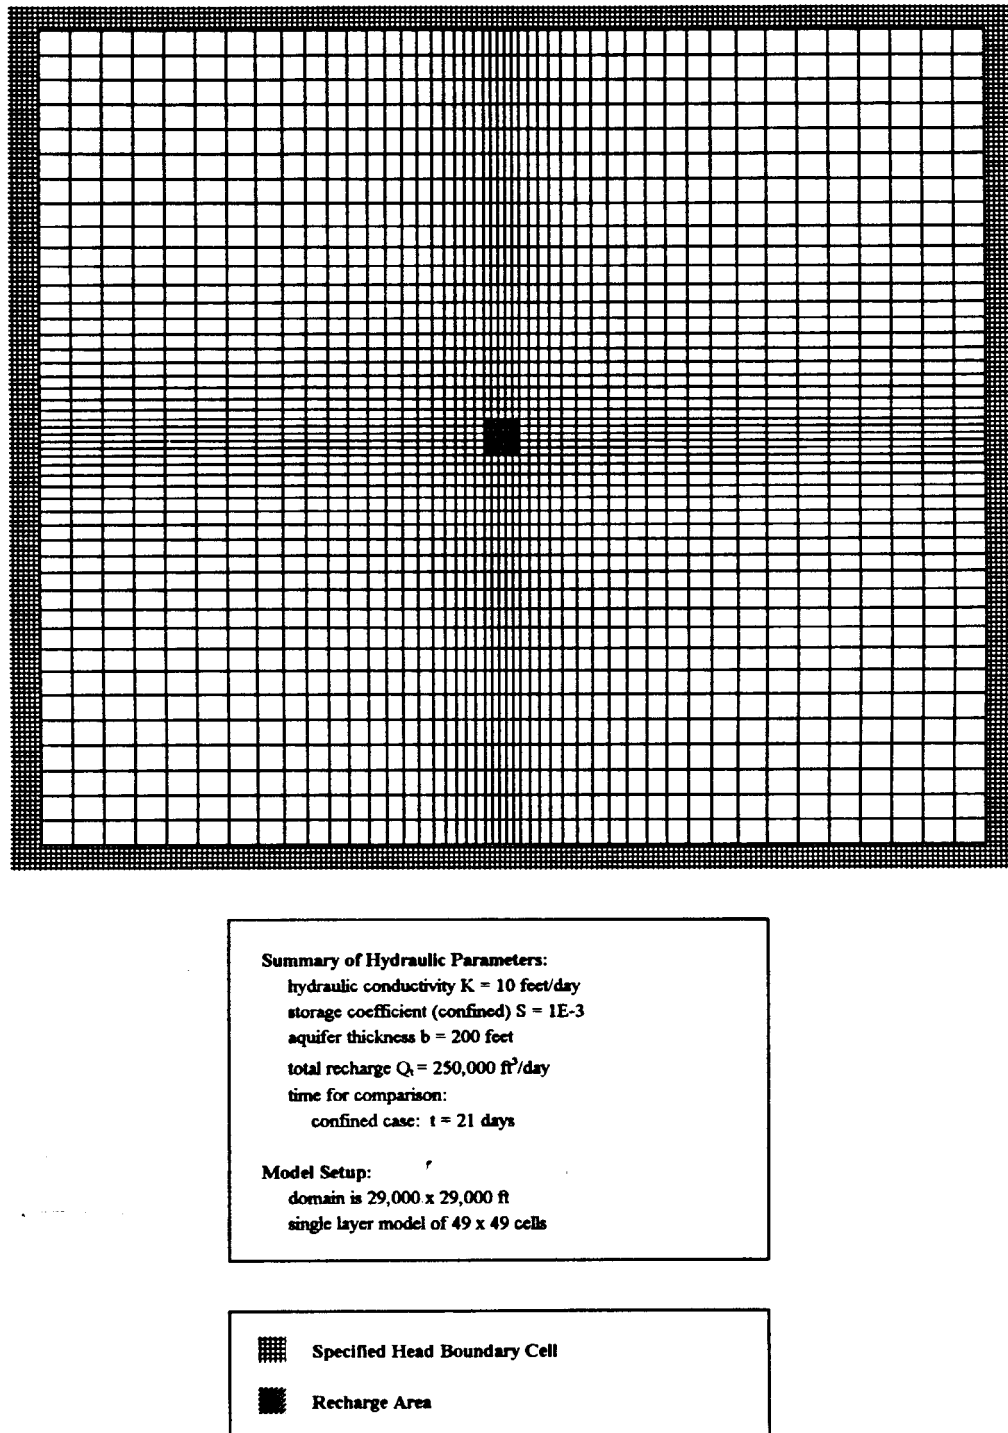 Summary of Hydraulic Parameters:
hydraulic conductivity K = 10 feet/day
storage coefficient (confined) S = 1E-3
aquifer thickness b = 200 feet
total recharge Qₜ = 250,000 ft³/day
time for comparison:
confined case: t = 21 days
Model Setup:
domain is 29,000 x 29,000 ft
single layer model of 49 x 49 cells
Specified Head Boundary Cell
Recharge Area